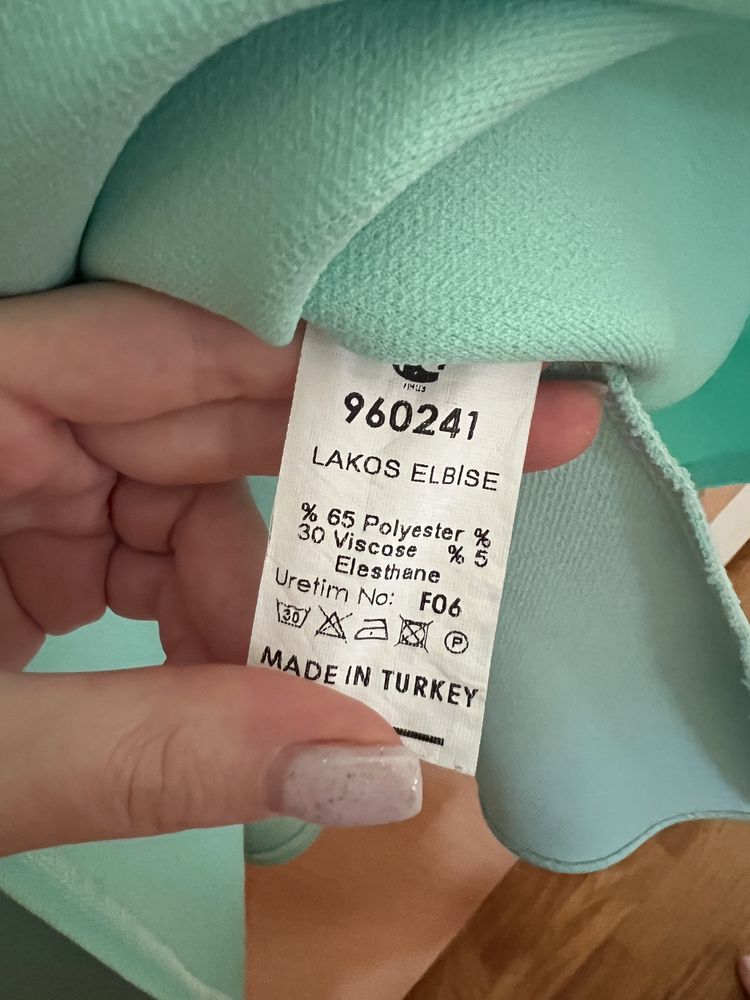 960241
LAKOS ELBİSE
% 65 Polyester %
30 Viscose % 5
Elesthane
Uretim No: F06
30 P
MADE IN TURKEY